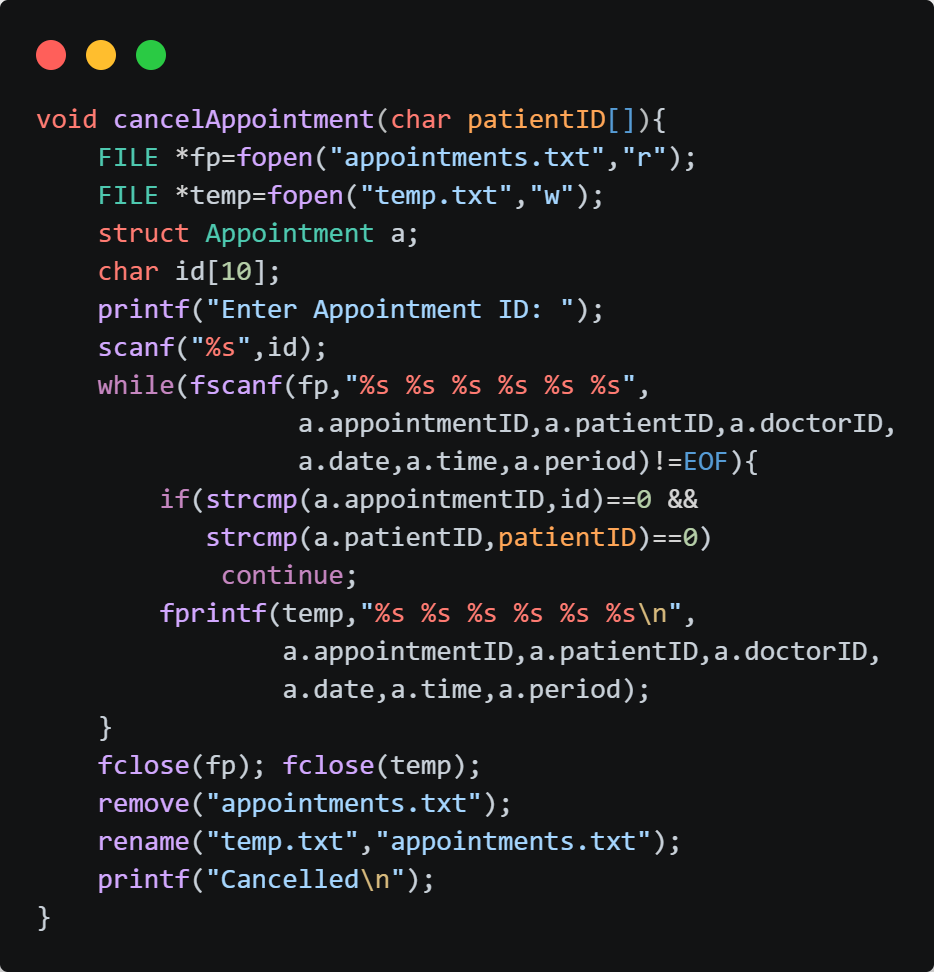 void cancelAppointment(char patientID[]){
    FILE *fp=fopen("appointments.txt","r");
    FILE *temp=fopen("temp.txt","w");
    struct Appointment a;
    char id[10];
    printf("Enter Appointment ID: ");
    scanf("%s",id);
    while(fscanf(fp,"%s %s %s %s %s %s",
                 a.appointmentID,a.patientID,a.doctorID,
                 a.date,a.time,a.period)!=EOF){
        if(strcmp(a.appointmentID,id)==0 &&
           strcmp(a.patientID,patientID)==0)
            continue;
        fprintf(temp,"%s %s %s %s %s %s\n",
                a.appointmentID,a.patientID,a.doctorID,
                a.date,a.time,a.period);
    }
    fclose(fp); fclose(temp);
    remove("appointments.txt");
    rename("temp.txt","appointments.txt");
    printf("Cancelled\n");
}